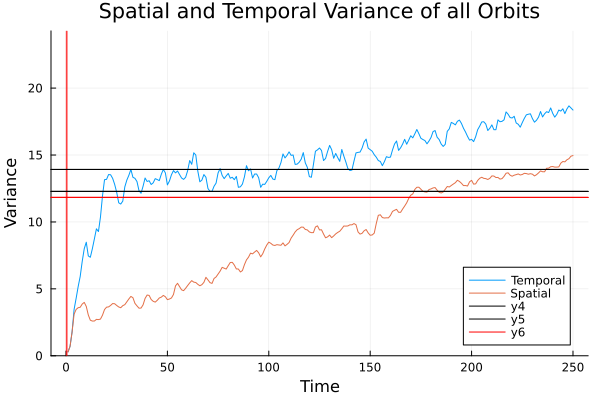 Spatial and Temporal Variance of all Orbits
Variance
20
15
10
5
0
Temporal
Spatial
y4
y5
y6
0 50 100 150 200 250
Time